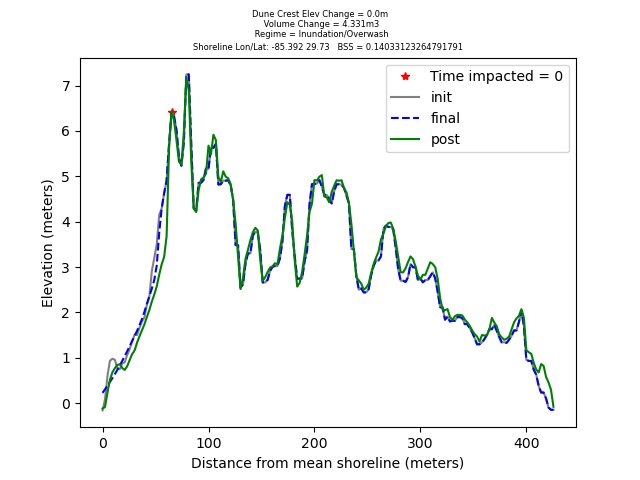 Dune Crest Elev Change = 0.0m
Volume Change = 4.331m3
Regime = Inundation/Overwash
Shoreline Lon/Lat: -85.392 29.73 BSS = 0.14033123264791791
Time impacted = 0
init
final
post
7
6
5
4
3
2
1
0
Elevation (meters)
0 100 200 300 400
Distance from mean shoreline (meters)